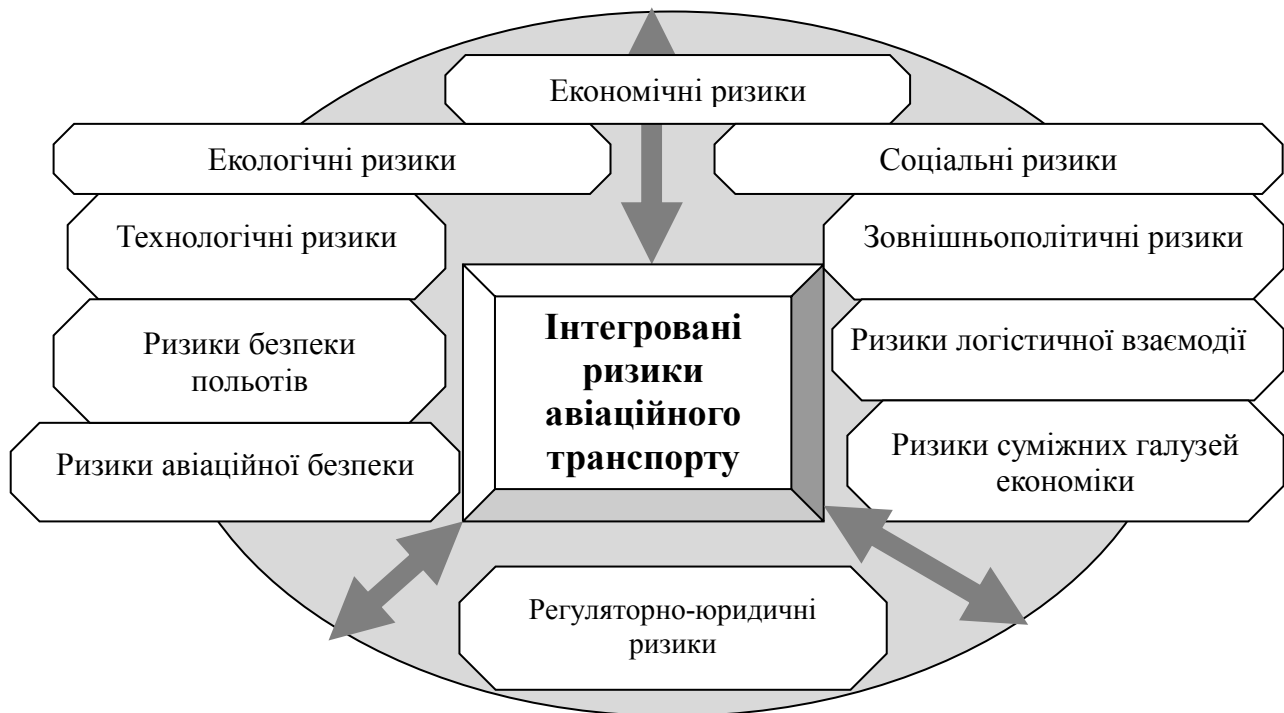 Економічні ризики
Екологічні ризики
Соціальні ризики
Технологічні ризики
Зовнішньополітичні ризики
Інтегровані
ризики
авіаційного
транспорту
Ризики безпеки
польотів
Ризики логістичної взаємодії
Ризики авіаційної безпеки
Ризики суміжних галузей
економіки
Регуляторно-юридичні
ризики